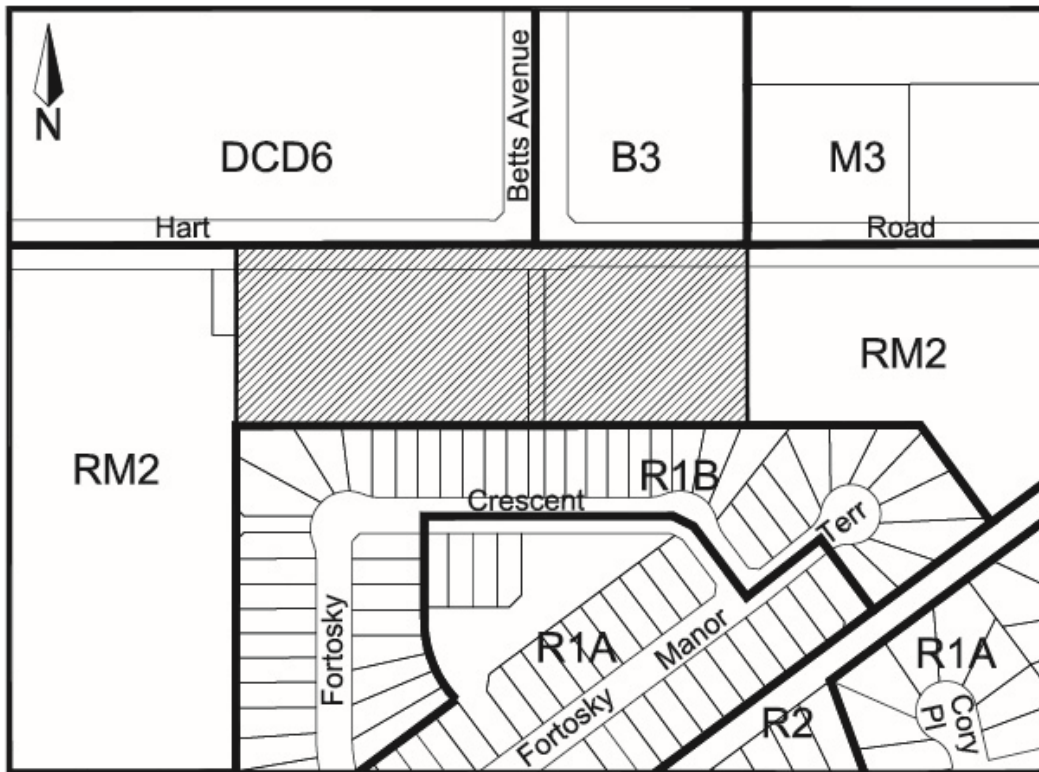 N
DCD6
Betts Avenue
B3
M3
Hart
Road
RM2
RM2
R1B
Crescent
Terr
Fortosky
R1A
Manor
Fortosky
R1A
R2
Cory
Pl